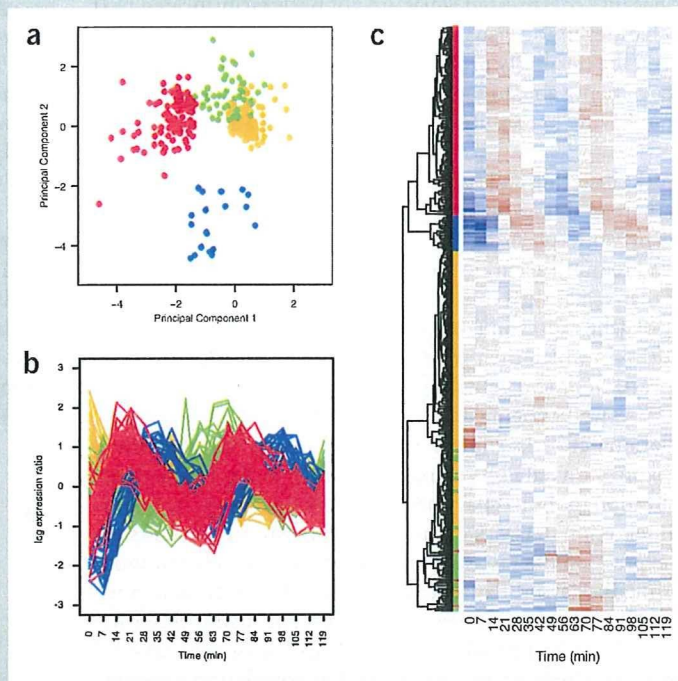 a
2
0
−2
−4
Principal Component 2
−4 −2 0 2
Principal Component 1
b
3
2
1
0
-1
-2
-3
log expression ratio
0 7 14 21 28 35 42 49 56 63 70 77 84 91 98 105 112 119
Time (min)
c
0 7 14 21 28 35 42 49 56 63 70 77 84 91 98 105 112 119
Time (min)